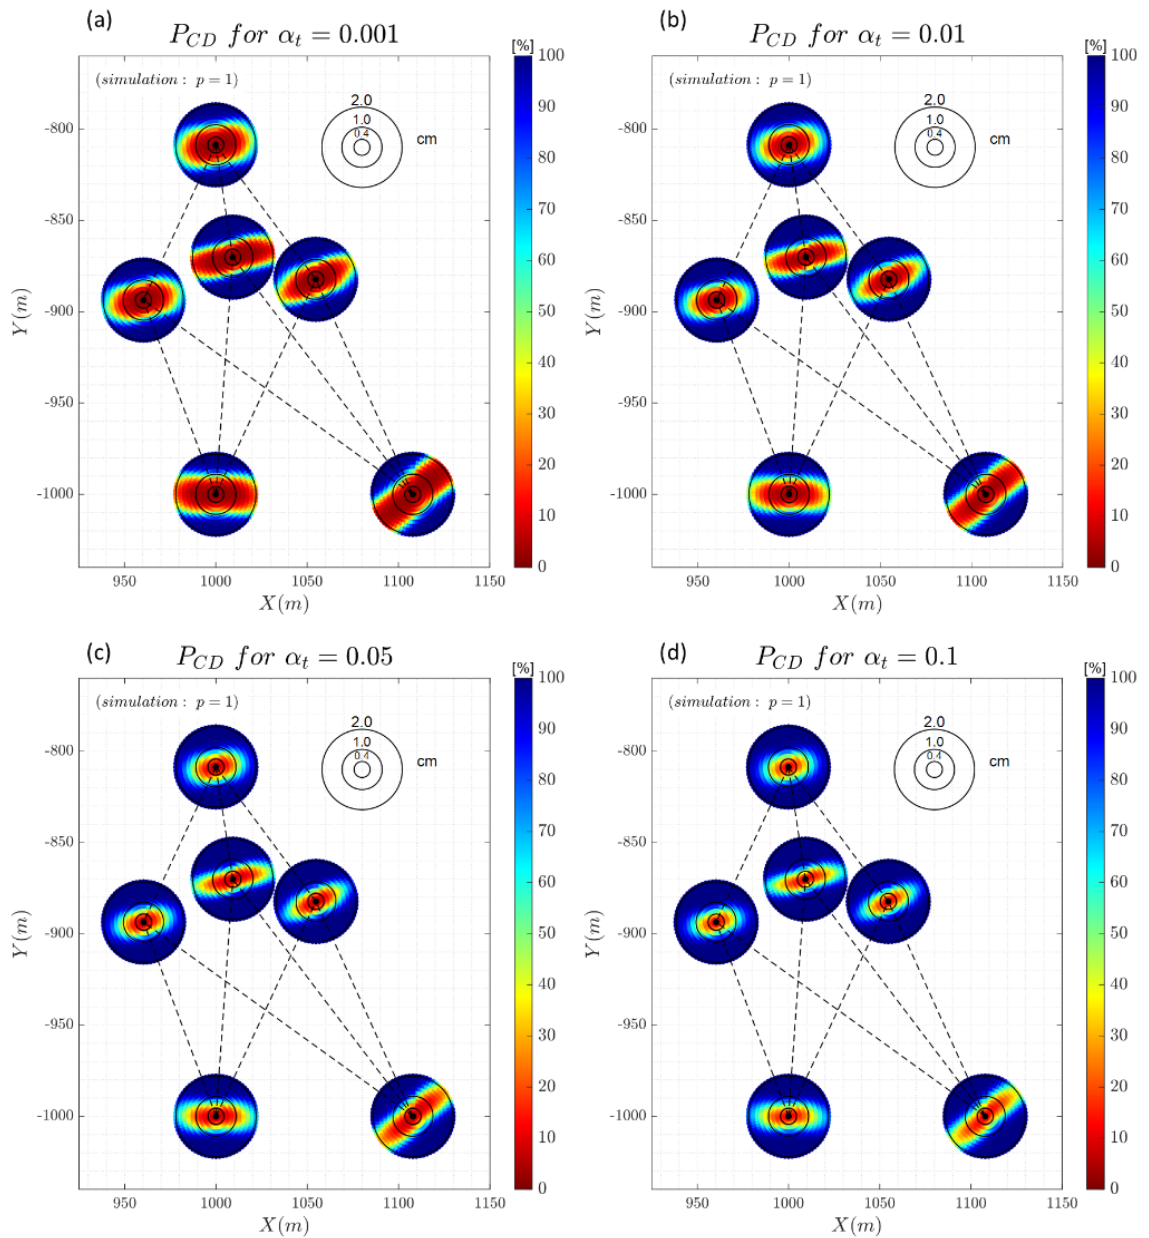 (a)
P_CD for α_t = 0.001
[%]
(simulation : p = 1)
2.0
1.0
0.4
cm
100
90
80
70
60
50
40
30
20
10
0
-800
-850
-900
-950
-1000
Y(m)
950 1000 1050 1100 1150
X(m)
(b)
P_CD for α_t = 0.01
[%]
(simulation : p = 1)
2.0
1.0
0.4
cm
100
90
80
70
60
50
40
30
20
10
0
-800
-850
-900
-950
-1000
Y(m)
950 1000 1050 1100 1150
X(m)
(c)
P_CD for α_t = 0.05
[%]
(simulation : p = 1)
2.0
1.0
0.4
cm
100
90
80
70
60
50
40
30
20
10
0
-800
-850
-900
-950
-1000
Y(m)
950 1000 1050 1100 1150
X(m)
(d)
P_CD for α_t = 0.1
[%]
(simulation : p = 1)
2.0
1.0
0.4
cm
100
90
80
70
60
50
40
30
20
10
0
-800
-850
-900
-950
-1000
Y(m)
950 1000 1050 1100 1150
X(m)